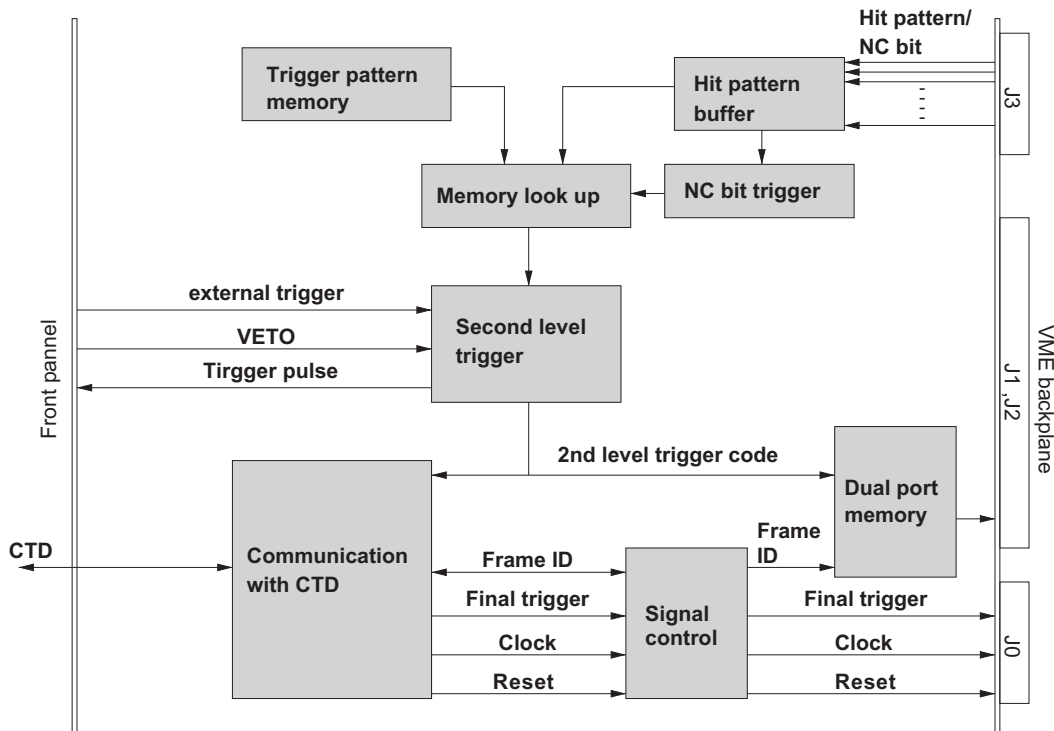 Hit pattern/
NC bit
Trigger pattern
memory
Hit pattern
buffer
J3
Memory look up
NC bit trigger
external trigger
VETO
Tirgger pulse
Second level
trigger
Front pannel
J1 ,J2
VME backplane
2nd level trigger code
Dual port
memory
CTD
Communication
with CTD
Frame ID
Frame
ID
Final trigger
Signal
control
Final trigger
Clock
Clock
Reset
Reset
J0